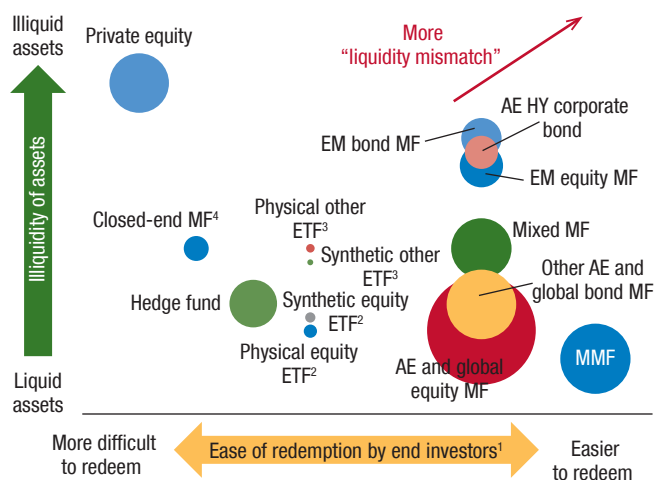 Illiquid
assets
Private equity
More
“liquidity mismatch”
AE HY corporate
bond
EM bond MF
EM equity MF
Illiquidity of assets
Closed-end MF4
Physical other
ETF3
Synthetic other
ETF3
Mixed MF
Other AE and
global bond MF
Hedge fund
Synthetic equity
ETF2
Physical equity
ETF2
AE and global
equity MF
MMF
Liquid
assets
More difficult
to redeem
Ease of redemption by end investors1
Easier
to redeem